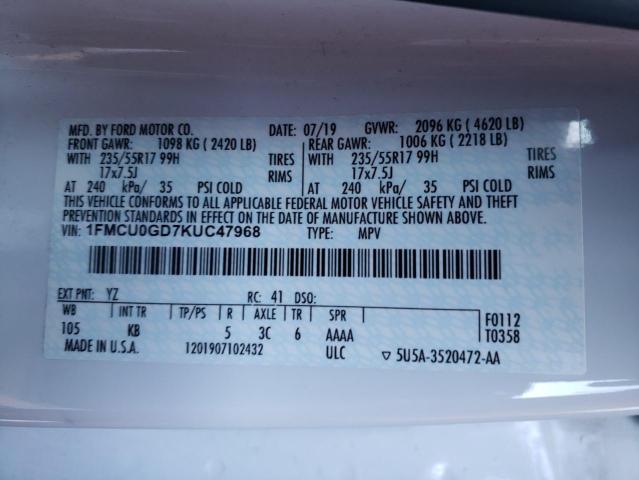 MFD. BY FORD MOTOR CO. DATE: 07/19 GVWR: 2096 KG ( 4620 LB)
FRONT GAWR: 1098 KG ( 2420 LB) REAR GAWR: 1006 KG ( 2218 LB)
WITH 235/55R17 99H TIRES WITH 235/55R17 99H TIRES
17x7.5J RIMS 17x7.5J RIMS
AT 240 kPa/ 35 PSI COLD AT 240 kPa/ 35 PSI COLD
THIS VEHICLE CONFORMS TO ALL APPLICABLE FEDERAL MOTOR VEHICLE SAFETY AND THEFT
PREVENTION STANDARDS IN EFFECT ON THE DATE OF MANUFACTURE SHOWN ABOVE.
VIN: 1FMCU0GD7KUC47968 TYPE: MPV
EXT PNT: YZ RC: 41 DSO:
WB INT TR TP/PS R AXLE TR SPR F0112
105 KB 5 3C 6 AAAA T0358
MADE IN U.S.A. 1201907102432 ULC ▽ 5U5A-3520472-AA